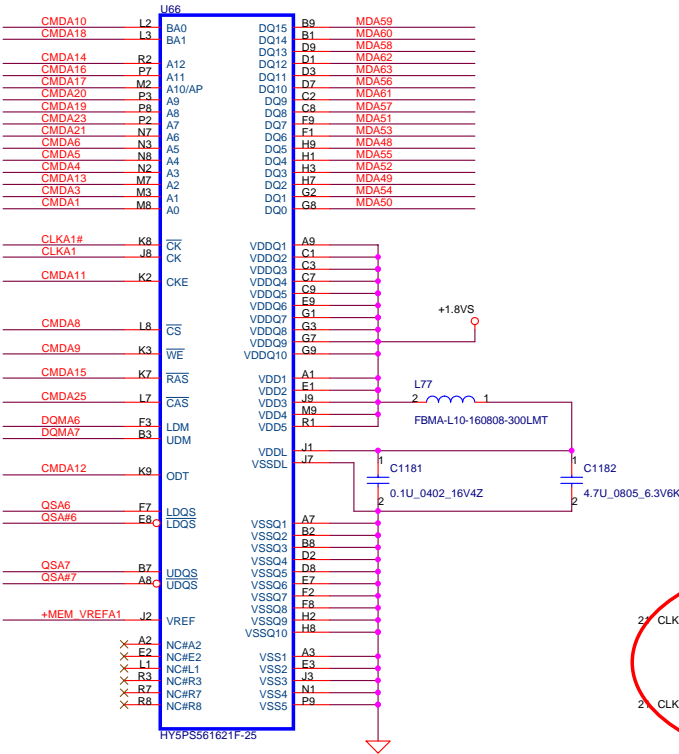 U66
CMDA10 L2 BA0 DQ15 B9 MDA59
CMDA18 L3 BA1 DQ14 B1 MDA60
DQ13 D9 MDA58
CMDA14 R2 A12 DQ12 D1 MDA62
CMDA16 P7 A11 DQ11 D3 MDA63
CMDA17 M2 A10/AP DQ10 D7 MDA56
CMDA20 P3 A9 DQ9 C2 MDA61
CMDA19 P8 A8 DQ8 C8 MDA57
CMDA23 P2 A7 DQ7 F9 MDA51
CMDA21 N7 A6 DQ6 F1 MDA53
CMDA6 N3 A5 DQ5 H9 MDA48
CMDA5 N8 A4 DQ4 H1 MDA55
CMDA4 N2 A3 DQ3 H3 MDA52
CMDA13 M7 A2 DQ2 H7 MDA49
CMDA3 M3 A1 DQ1 G2 MDA54
CMDA1 M8 A0 DQ0 G8 MDA50
CLKA1# K8 CK VDDQ1 A9
CLKA1 J8 CK VDDQ2 C1
VDDQ3 C3
CMDA11 K2 CKE VDDQ4 C7
VDDQ5 C9
VDDQ6 E9
VDDQ7 G1
+1.8VS
CMDA8 L8 CS VDDQ8 G3
VDDQ9 G7
CMDA9 K3 WE VDDQ10 G9
CMDA15 K7 RAS VDD1 A1
VDD2 E1
L77
CMDA25 L7 CAS VDD3 J9 2 1
VDD4 M9
DQMA6 F3 LDM VDD5 R1 FBMA-L10-160808-300LMT
DQMA7 B3 UDM
VDDL J1
VSSDL J7 1 1
CMDA12 K9 ODT C1181 C1182
0.1U_0402_16V4Z 4.7U_0805_6.3V6K
2 2
QSA6 F7 LDQS
QSA#6 E8 LDQS VSSQ1 A7
VSSQ2 B2
VSSQ3 B8
VSSQ4 D2
QSA7 B7 UDQS VSSQ5 D8
QSA#7 A8 UDQS VSSQ6 E7
VSSQ7 F2
VSSQ8 F8
+MEM_VREFA1 J2 VREF VSSQ9 H2
VSSQ10 H8
21 CLK
A2 NC#A2
E2 NC#E2 VSS1 A3
L1 NC#L1 VSS2 E3
R3 NC#R3 VSS3 J3
R7 NC#R7 VSS4 N1
R8 NC#R8 VSS5 P9
21 CLK
HY5PS561621F-25